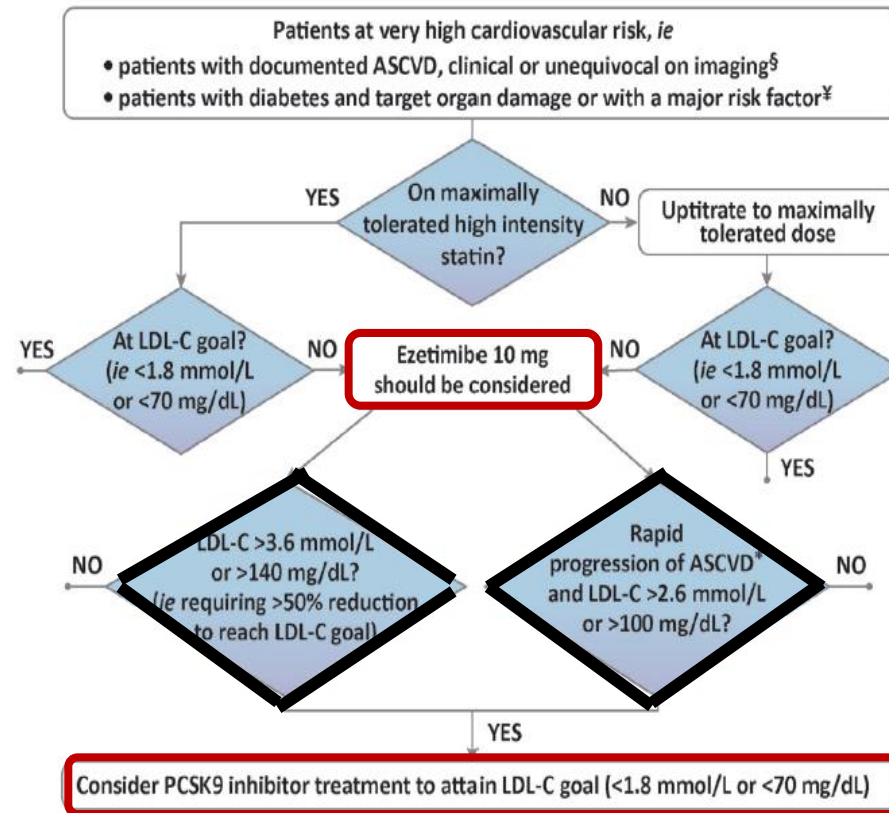 Patients at very high cardiovascular risk, ie
• patients with documented ASCVD, clinical or unequivocal on imaging§
• patients with diabetes and target organ damage or with a major risk factor¥
YES
On maximally
tolerated high intensity
statin?
NO
Uptitrate to maximally
tolerated dose
YES
At LDL-C goal?
(ie <1.8 mmol/L
or <70 mg/dL)
NO
Ezetimibe 10 mg
should be considered
NO
At LDL-C goal?
(ie <1.8 mmol/L
or <70 mg/dL)
YES
NO
LDL-C >3.6 mmol/L
or >140 mg/dL?
(ie requiring >50% reduction
to reach LDL-C goal)
Rapid
progression of ASCVD*
and LDL-C >2.6 mmol/L
or >100 mg/dL?
NO
YES
Consider PCSK9 inhibitor treatment to attain LDL-C goal (<1.8 mmol/L or <70 mg/dL)